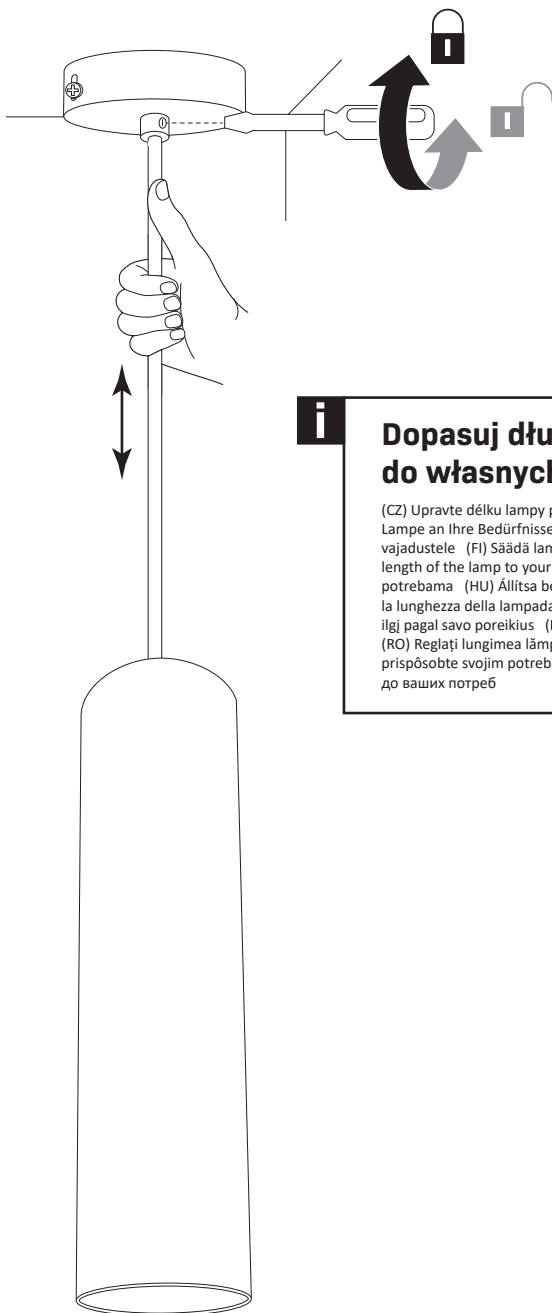 i
Dopasuj dłu
do własnych
(CZ) Upravte délku lampy p
Lampe an Ihre Bedürfnisse
vajadustele (FI) Säädä lam
length of the lamp to your
potrebama (HU) Állítsa be
la lunghezza della lampada
ilgį pagal savo poreikius (
(RO) Reglați lungimea lămp
prispôsobte svojim potreb
до ваших потреб